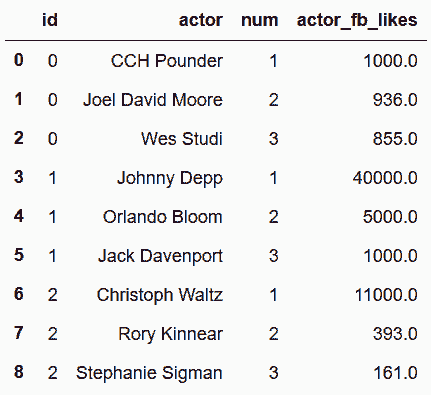 id actor num actor_fb_likes
0 0 CCH Pounder 1 1000.0
1 0 Joel David Moore 2 936.0
2 0 Wes Studi 3 855.0
3 1 Johnny Depp 1 40000.0
4 1 Orlando Bloom 2 5000.0
5 1 Jack Davenport 3 1000.0
6 2 Christoph Waltz 1 11000.0
7 2 Rory Kinnear 2 393.0
8 2 Stephanie Sigman 3 161.0